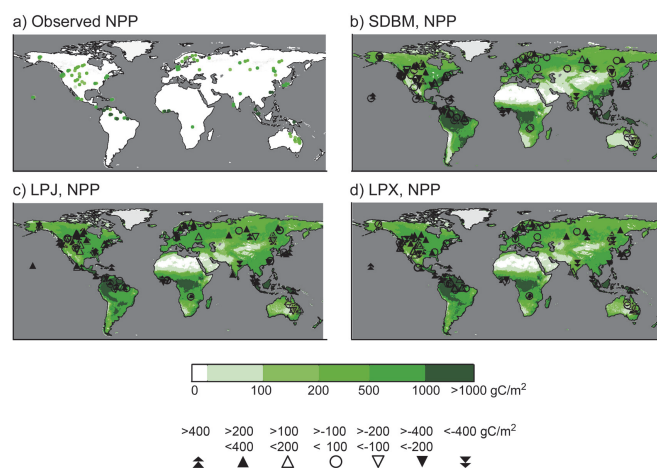 a) Observed NPP
b) SDBM, NPP
c) LPJ, NPP
d) LPX, NPP
0 100 200 500 1000 >1000 gC/m²
>400 >200 >100 >-100 >-200 >-400 <-400 gC/m²
<400 <200 < 100 <-100 <-200